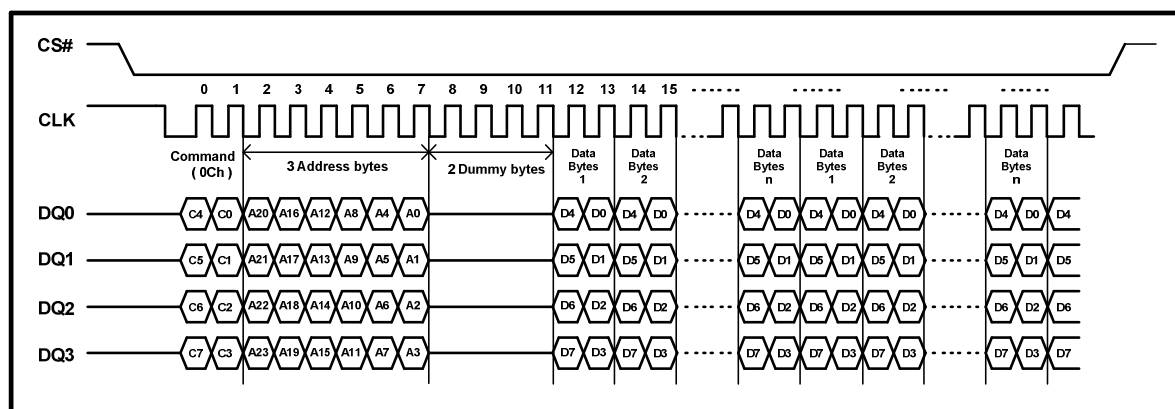 CS#
0 1 2 3 4 5 6 7 8 9 10 11 12 13 14 15
CLK
Command
( 0Ch )
3 Address bytes
2 Dummy bytes
Data
Bytes
1
Data
Bytes
2
Data
Bytes
n
Data
Bytes
1
Data
Bytes
2
Data
Bytes
n
DQ0 C4 C0 A20 A16 A12 A8 A4 A0 D4 D0 D4 D0 D4 D0 D4 D0 D4 D0 D4 D0 D4
DQ1 C5 C1 A21 A17 A13 A9 A5 A1 D5 D1 D5 D1 D5 D1 D5 D1 D5 D1 D5 D1 D5
DQ2 C6 C2 A22 A18 A14 A10 A6 A2 D6 D2 D6 D2 D6 D2 D6 D2 D6 D2 D6 D2 D6
DQ3 C7 C3 A23 A19 A15 A11 A7 A3 D7 D3 D7 D3 D7 D3 D7 D3 D7 D3 D7 D3 D7